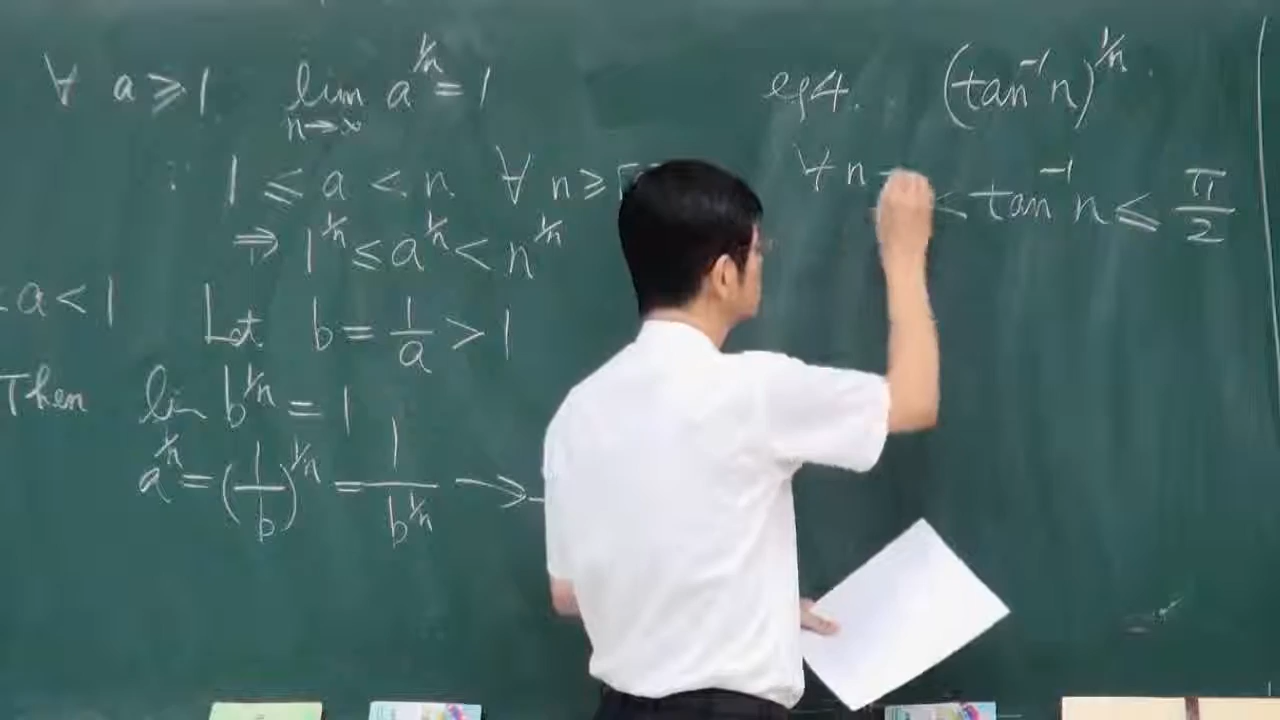 ∀ a ≥ 1 lim n→∞ a^{1/n} = 1
∵ 1 ≤ a < n ∀ n ≥ [
⇒ 1^{1/n} ≤ a^{1/n} < n^{1/n}
< a < 1 Let b = 1/a > 1
Then lim b^{1/n} = 1
a^{1/n} = (1/b)^{1/n} = 1/b^{1/n} →
eg4. (tan^{-1} n)^{1/n}.
∀ n
≤ tan^{-1} n ≤ π/2